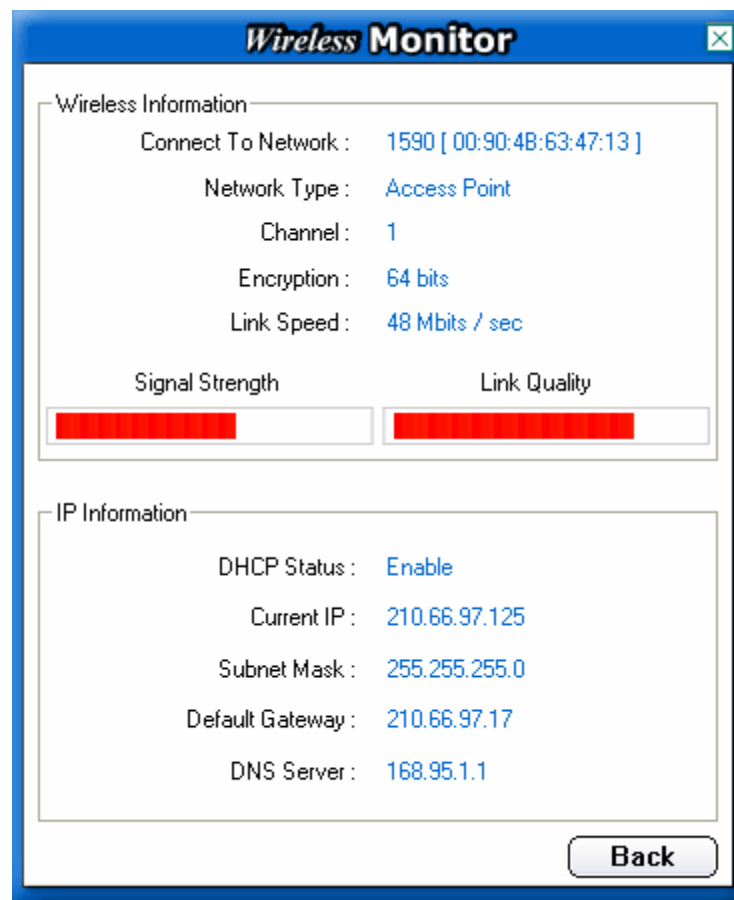 Wireless Monitor
Wireless Information
Connect To Network : 1590 [ 00:90:4B:63:47:13 ]
Network Type : Access Point
Channel : 1
Encryption : 64 bits
Link Speed : 48 Mbits / sec
Signal Strength Link Quality
IP Information
DHCP Status : Enable
Current IP : 210.66.97.125
Subnet Mask : 255.255.255.0
Default Gateway : 210.66.97.17
DNS Server : 168.95.1.1
Back